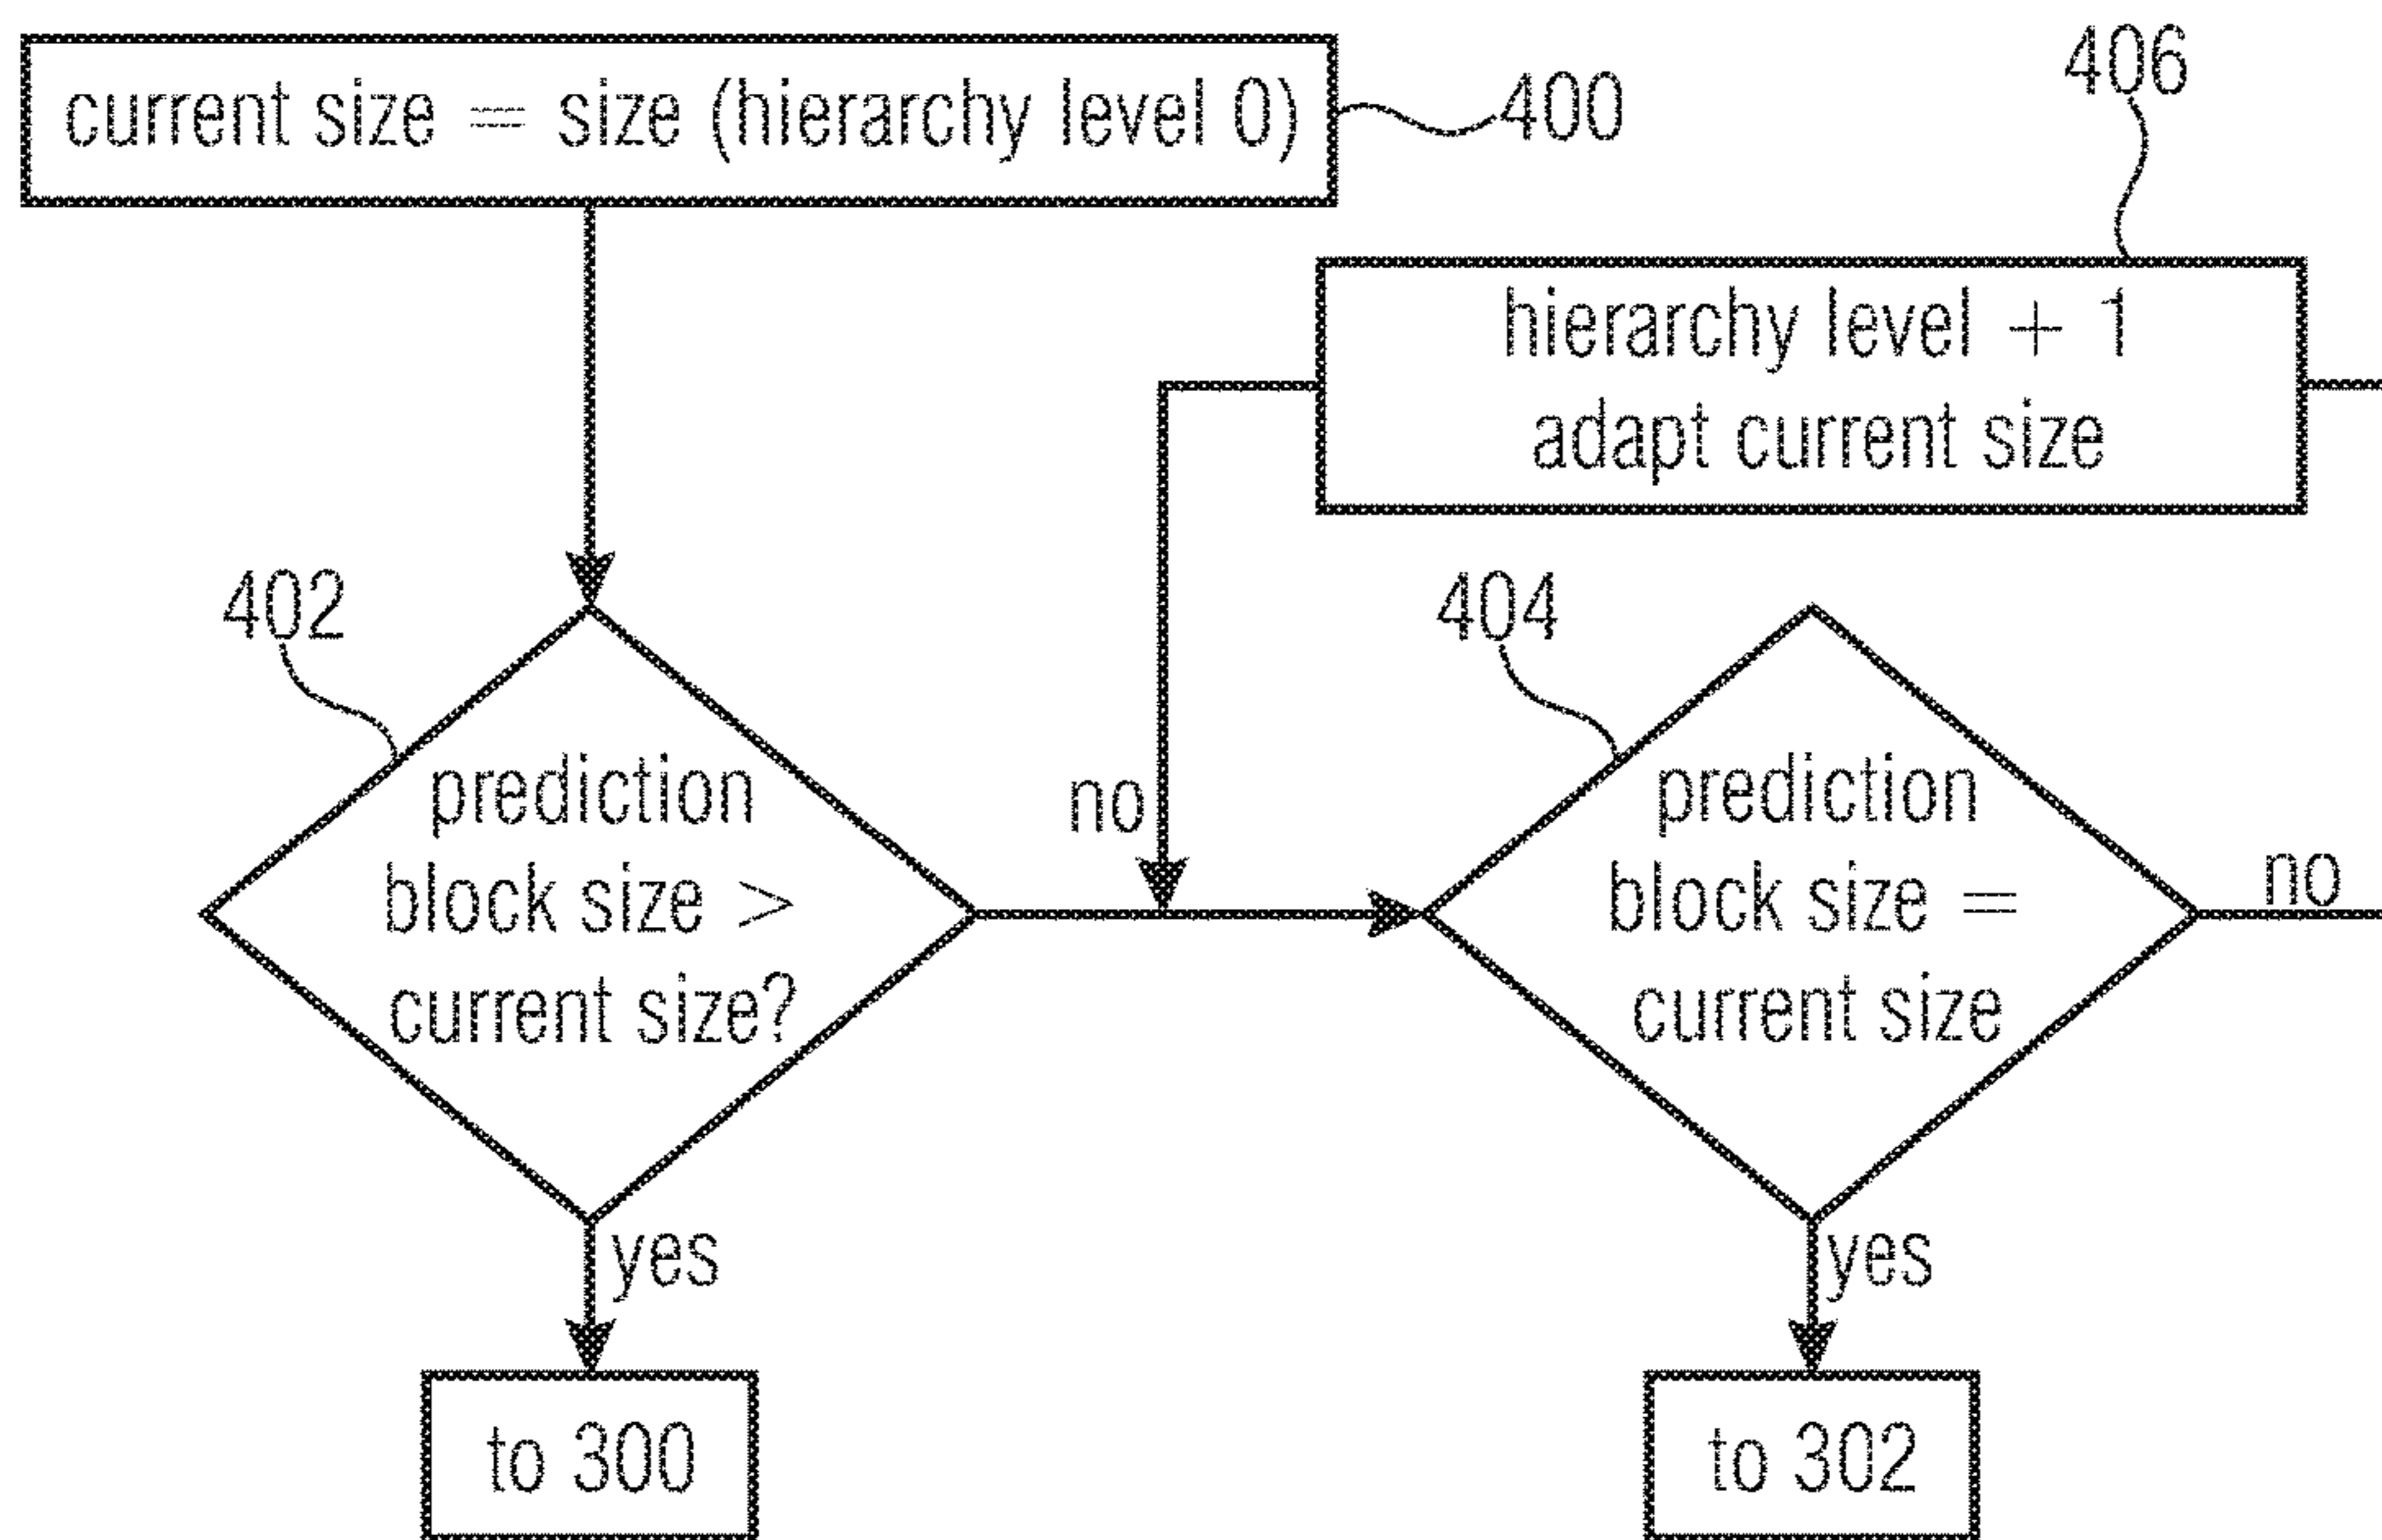 current size = size (hierarchy level 0)
400
406
hierarchy level + 1
adapt current size
402
prediction
block size >
current size?
no
404
prediction
block size =
current size
no
yes
yes
to 300
to 302